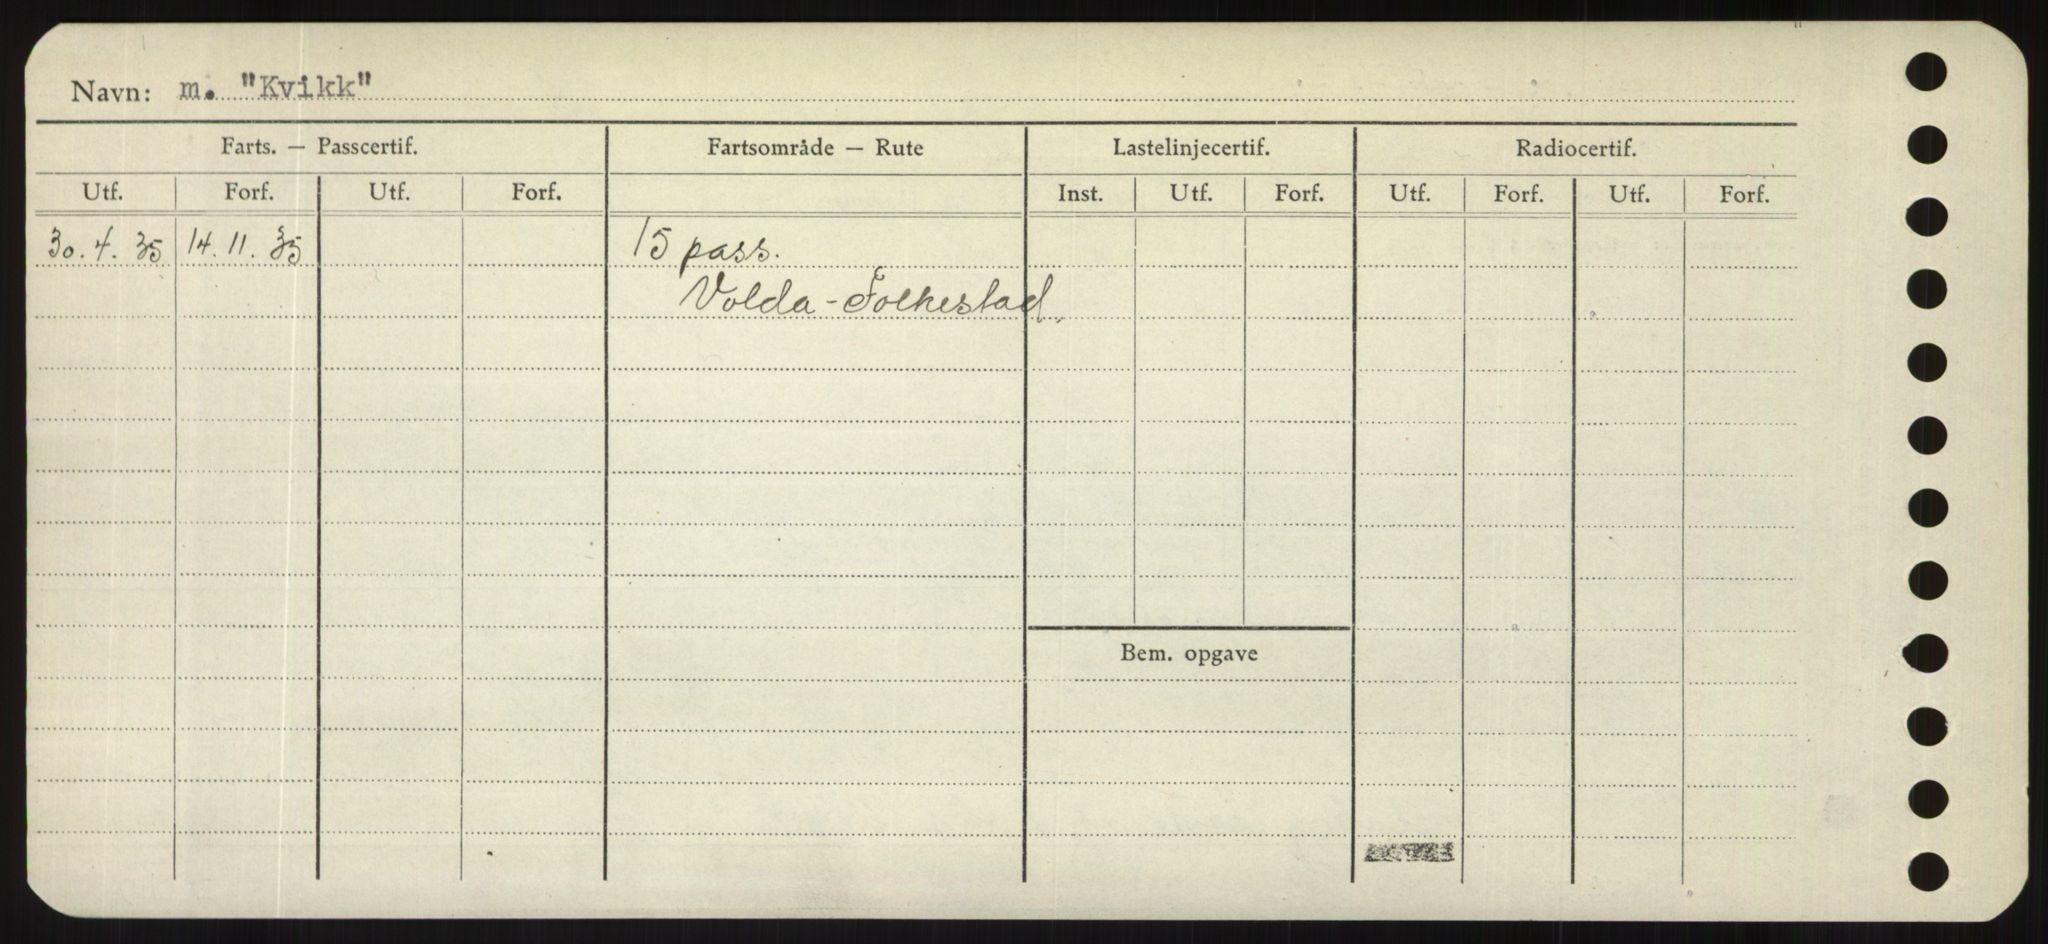 Navn: m. "Kvikk"
Farts. — Passcertif. Fartsområde — Rute Lastelinjecertif. Radiocertif.
Utf. Forf. Utf. Forf. Inst. Utf. Forf. Utf. Forf. Utf. Forf.
30. 4. 35 14. 11. 35 15 pass.
Volda - Folkestad.
Bem. opgave